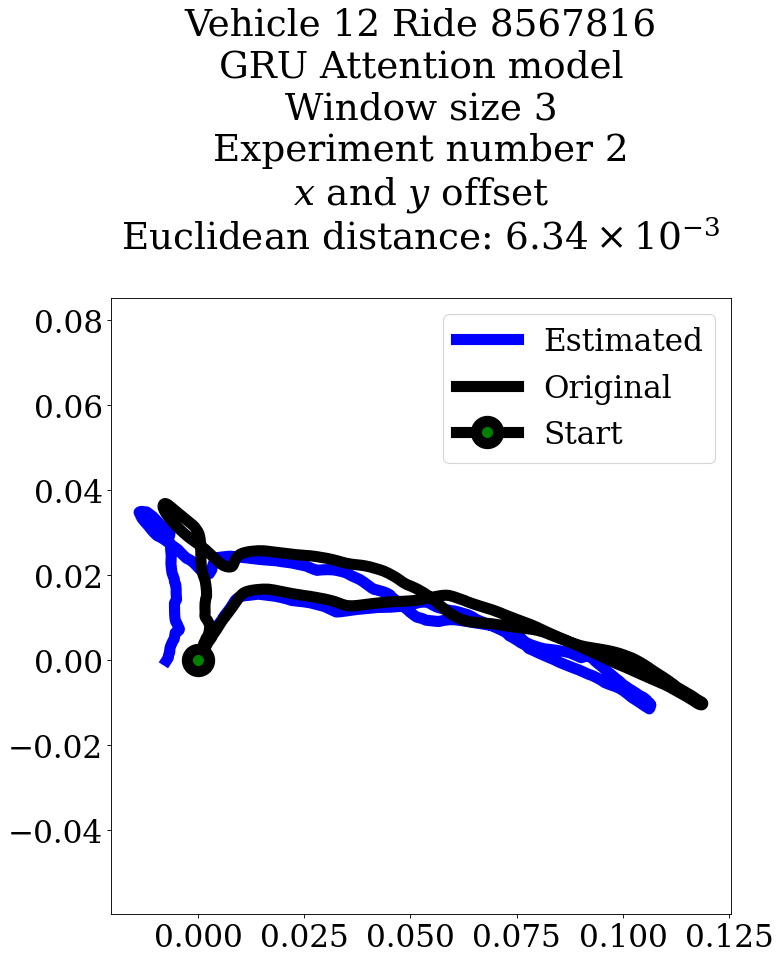 Vehicle 12 Ride 8567816
GRU Attention model
Window size 3
Experiment number 2
x and y offset
Euclidean distance: 6.34 × 10⁻³
Estimated
Original
Start
0.08
0.06
0.04
0.02
0.00
−0.02
−0.04
0.000 0.025 0.050 0.075 0.100 0.125